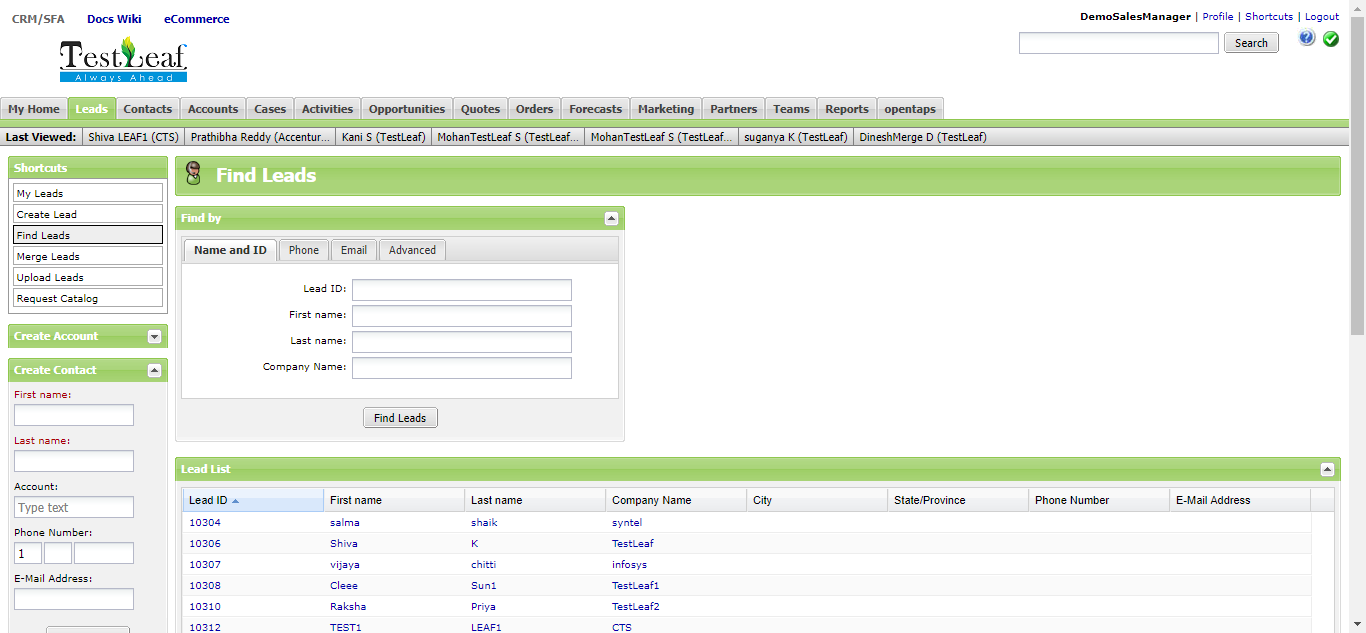 CRM/SFA Docs Wiki eCommerce
DemoSalesManager | Profile | Shortcuts | Logout
TestLeaf
Always Ahead
Search
My Home Leads Contacts Accounts Cases Activities Opportunities Quotes Orders Forecasts Marketing Partners Teams Reports opentaps
Last Viewed: Shiva LEAF1 (CTS) Prathibha Reddy (Accentur... Kani S (TestLeaf) MohanTestLeaf S (TestLeaf... MohanTestLeaf S (TestLeaf... suganya K (TestLeaf) DineshMerge D (TestLeaf)
Shortcuts
My Leads
Create Lead
Find Leads
Merge Leads
Upload Leads
Request Catalog
Create Account
Create Contact
First name:
Last name:
Account:
Type text
Phone Number:
1
E-Mail Address:
Find Leads
Find by
Name and ID Phone Email Advanced
Lead ID:
First name:
Last name:
Company Name:
Find Leads
Lead List
Lead ID First name Last name Company Name City State/Province Phone Number E-Mail Address
10304 salma shaik syntel
10306 Shiva K TestLeaf
10307 vijaya chitti infosys
10308 Cleee Sun1 TestLeaf1
10310 Raksha Priya TestLeaf2
10312 TEST1 LEAF1 CTS